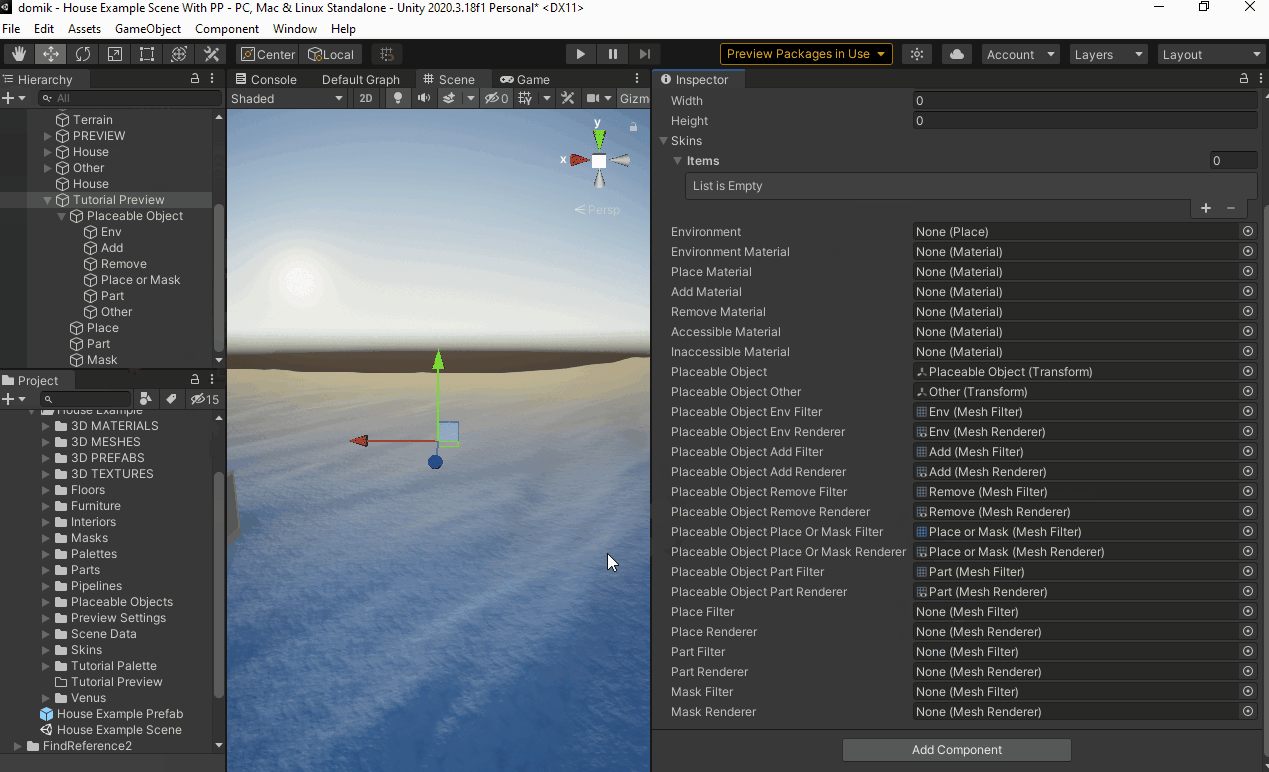 domik - House Example Scene With PP - PC, Mac & Linux Standalone - Unity 2020.3.18f1 Personal* <DX11>
File Edit Assets GameObject Component Window Help
Center Local Preview Packages in Use Account Layers Layout
Hierarchy
All
Terrain
PREVIEW
House
Other
House
Tutorial Preview
Placeable Object
Env
Add
Remove
Place or Mask
Part
Other
Place
Part
Mask
Project
15
House Example
3D MATERIALS
3D MESHES
3D PREFABS
3D TEXTURES
Floors
Furniture
Interiors
Masks
Palettes
Parts
Pipelines
Placeable Objects
Preview Settings
Scene Data
Skins
Tutorial Palette
Tutorial Preview
Venus
House Example Prefab
House Example Scene
FindReference2
Console Default Graph Scene Game
Shaded 2D 0 Gizm
y
x
Persp
Inspector
Width 0
Height 0
Skins
Items 0
List is Empty
Environment None (Place)
Environment Material None (Material)
Place Material None (Material)
Add Material None (Material)
Remove Material None (Material)
Accessible Material None (Material)
Inaccessible Material None (Material)
Placeable Object Placeable Object (Transform)
Placeable Object Other Other (Transform)
Placeable Object Env Filter Env (Mesh Filter)
Placeable Object Env Renderer Env (Mesh Renderer)
Placeable Object Add Filter Add (Mesh Filter)
Placeable Object Add Renderer Add (Mesh Renderer)
Placeable Object Remove Filter Remove (Mesh Filter)
Placeable Object Remove Renderer Remove (Mesh Renderer)
Placeable Object Place Or Mask Filter Place or Mask (Mesh Filter)
Placeable Object Place Or Mask Renderer Place or Mask (Mesh Renderer)
Placeable Object Part Filter Part (Mesh Filter)
Placeable Object Part Renderer Part (Mesh Renderer)
Place Filter None (Mesh Filter)
Place Renderer None (Mesh Renderer)
Part Filter None (Mesh Filter)
Part Renderer None (Mesh Renderer)
Mask Filter None (Mesh Filter)
Mask Renderer None (Mesh Renderer)
Add Component